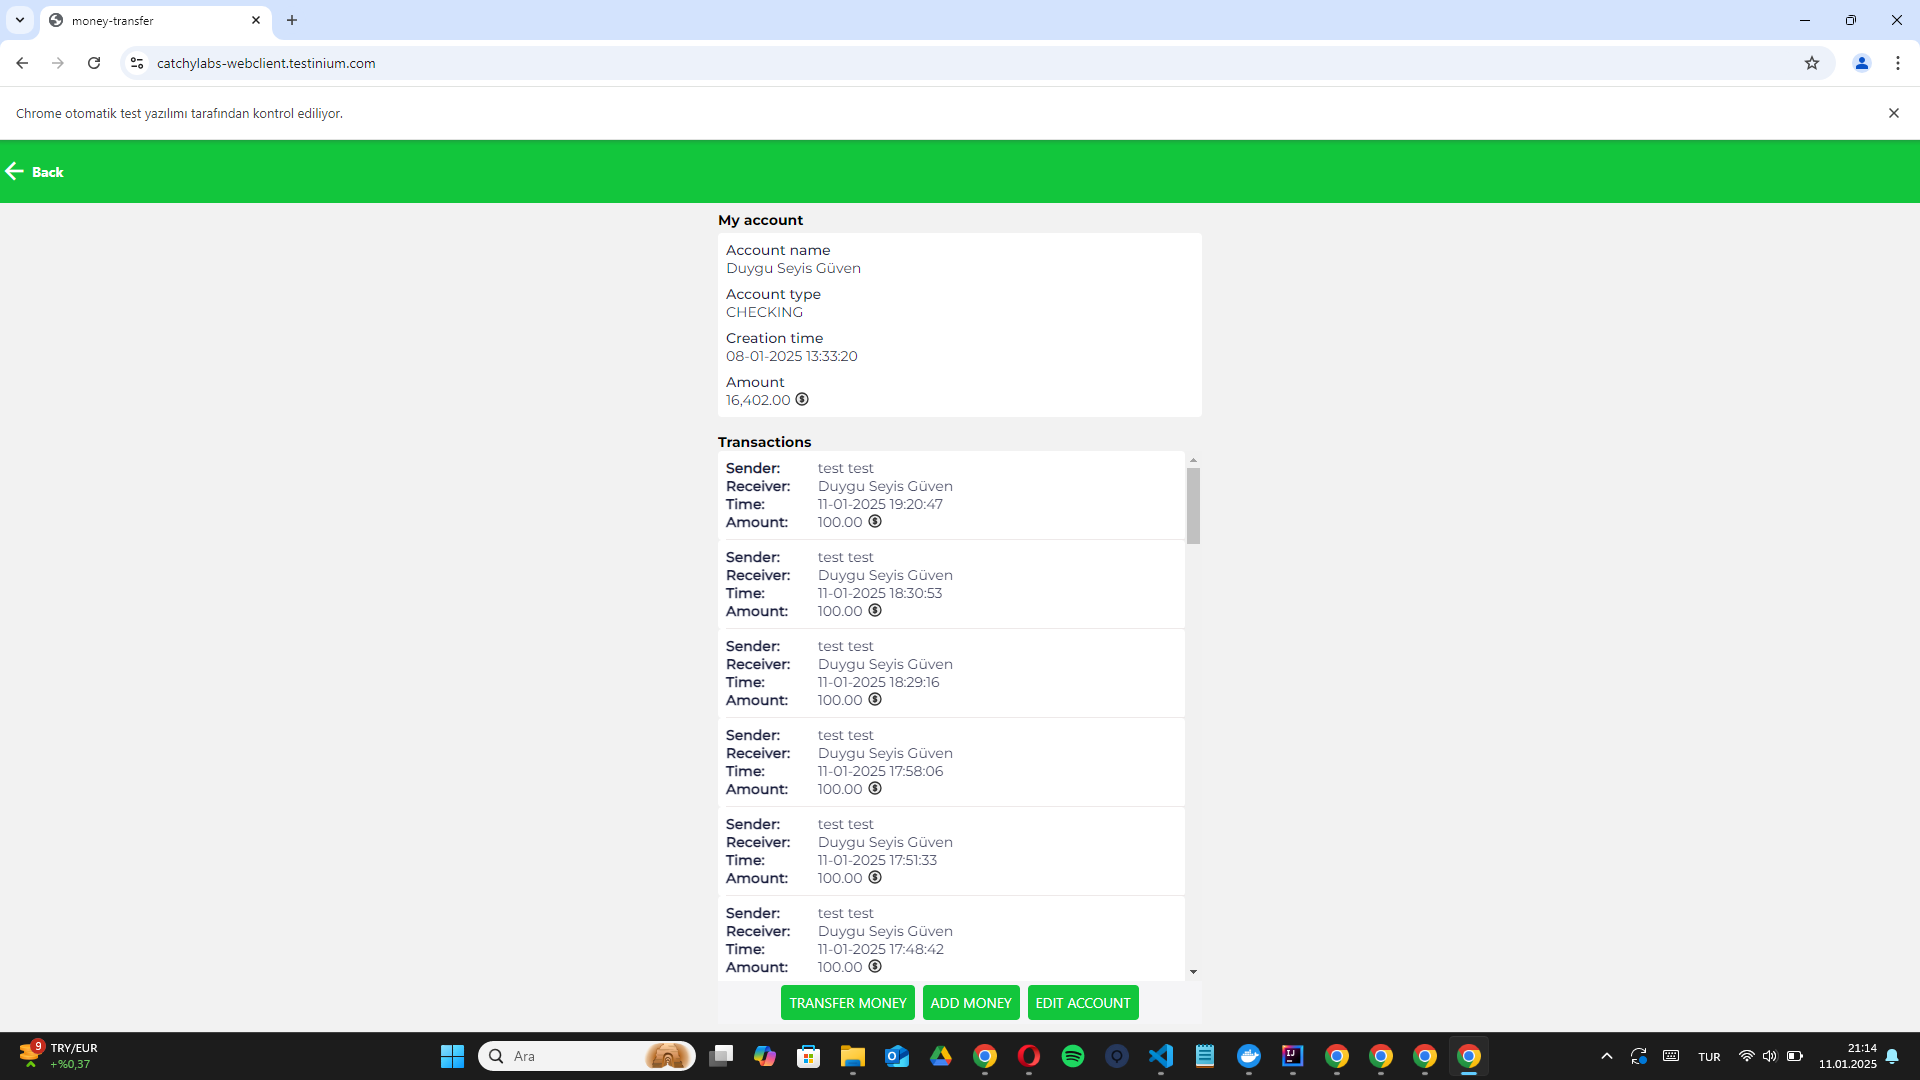 money-transfer
catchylabs-webclient.testinium.com
Chrome otomatik test yazılımı tarafından kontrol ediliyor.
Back
My account
Account name
Duygu Seyis Güven
Account type
CHECKING
Creation time
08-01-2025 13:33:20
Amount
16,402.00
Transactions
Sender: test test
Receiver: Duygu Seyis Güven
Time: 11-01-2025 19:20:47
Amount: 100.00
Sender: test test
Receiver: Duygu Seyis Güven
Time: 11-01-2025 18:30:53
Amount: 100.00
Sender: test test
Receiver: Duygu Seyis Güven
Time: 11-01-2025 18:29:16
Amount: 100.00
Sender: test test
Receiver: Duygu Seyis Güven
Time: 11-01-2025 17:58:06
Amount: 100.00
Sender: test test
Receiver: Duygu Seyis Güven
Time: 11-01-2025 17:51:33
Amount: 100.00
Sender: test test
Receiver: Duygu Seyis Güven
Time: 11-01-2025 17:48:42
Amount: 100.00
TRANSFER MONEY ADD MONEY EDIT ACCOUNT
9
TRY/EUR
+%0,37
Ara
TUR
21:14
11.01.2025